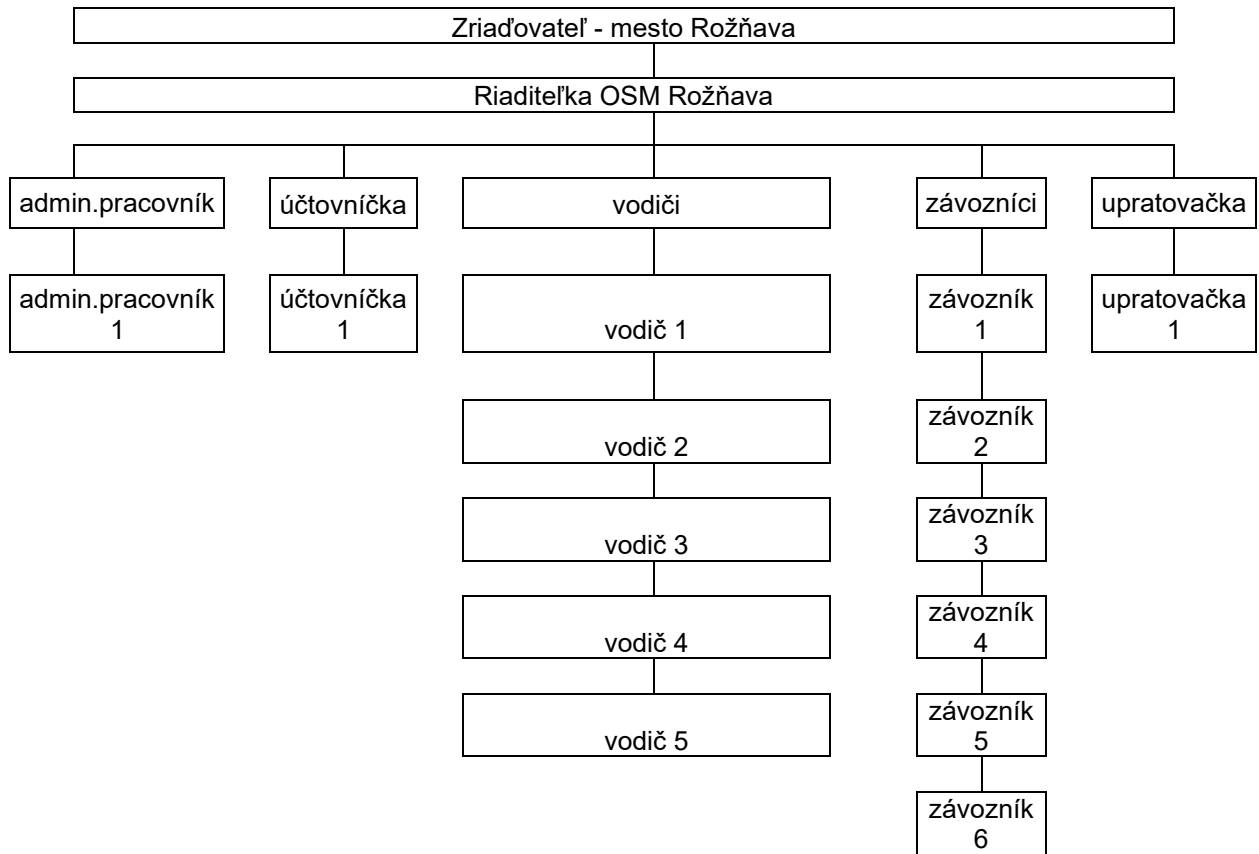 Zriaďovateľ - mesto Rožňava
Riaditeľka OSM Rožňava
admin.pracovník
účtovníčka
vodiči
závozníci
upratovačka
admin.pracovník
1
účtovníčka
1
vodič 1
závozník
1
upratovačka
1
vodič 2
závozník
2
vodič 3
závozník
3
vodič 4
závozník
4
vodič 5
závozník
5
závozník
6